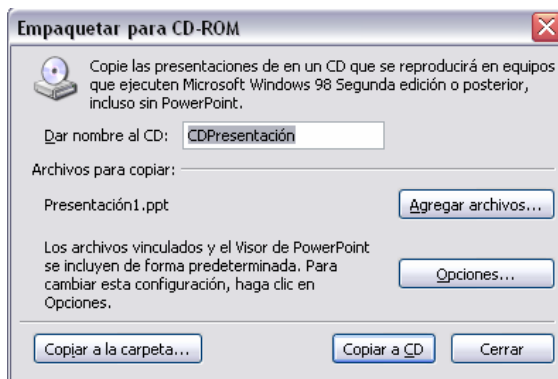 Empaquetar para CD-ROM
Copie las presentaciones de en un CD que se reproducirá en equipos
que ejecuten Microsoft Windows 98 Segunda edición o posterior,
incluso sin PowerPoint.
Dar nombre al CD: CDPresentación
Archivos para copiar:
Presentación1.ppt
Agregar archivos...
Los archivos vinculados y el Visor de PowerPoint
se incluyen de forma predeterminada. Para
cambiar esta configuración, haga clic en
Opciones.
Opciones...
Copiar a la carpeta... Copiar a CD Cerrar